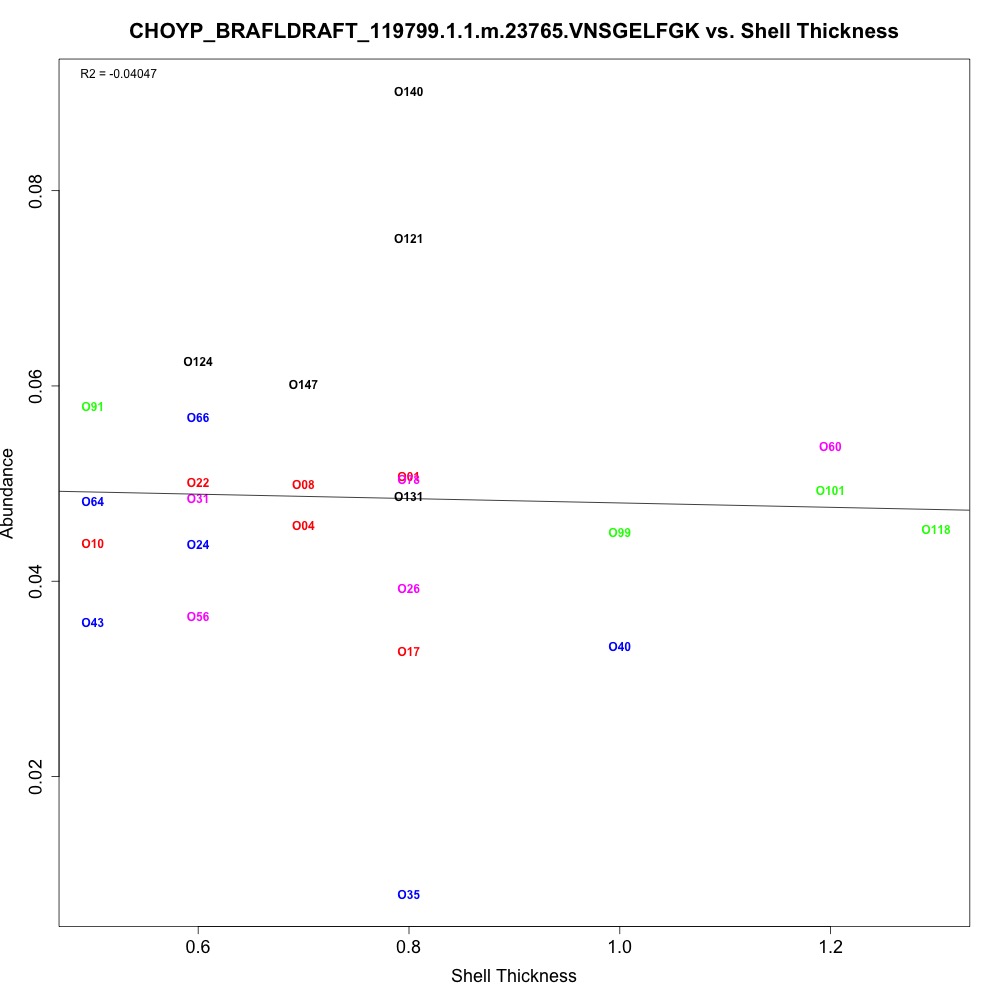 CHOYP_BRAFLDRAFT_119799.1.1.m.23765.VNSGELFGK vs. Shell Thickness
R2 = -0.04047
O140
0.08
O121
O124
O147
0.06
O91
O66
O60
O01
O78
O22
O08
O101
O31
O131
O64
Abundance
O04
O118
O99
O10
O24
0.04
O26
O56
O43
O40
O17
0.02
O35
0.6 0.8 1.0 1.2
Shell Thickness